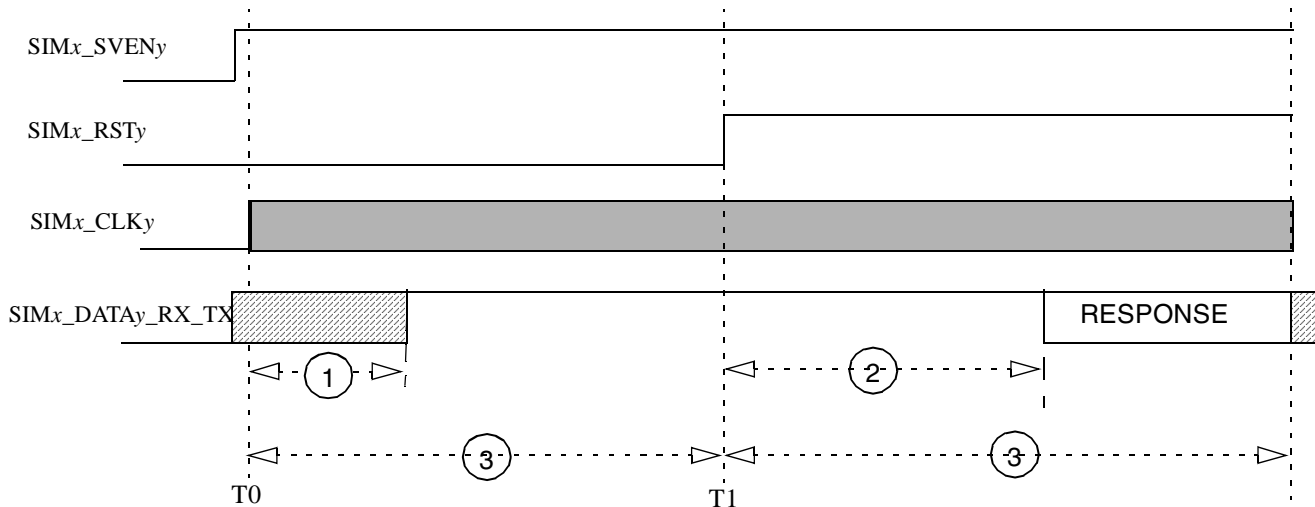 SIMx_SVENy
SIMx_RSTy
SIMx_CLKy
SIMx_DATAy_RX_TX
RESPONSE
1
2
3
3
T0
T1